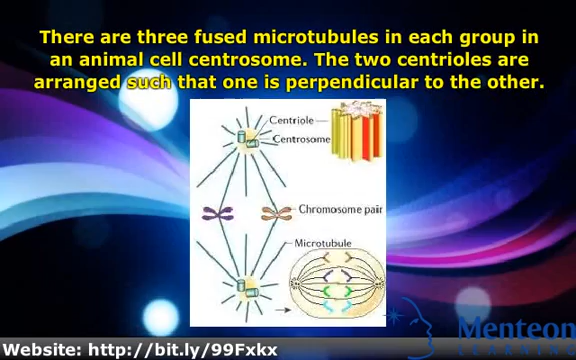 There are three fused microtubules in each group in
an animal cell centrosome. The two centrioles are
arranged such that one is perpendicular to the other.
Centriole
Centrosome
Chromosome pair
Microtubule
Menteon
LEARNING
Website: http://bit.ly/99Fxkx